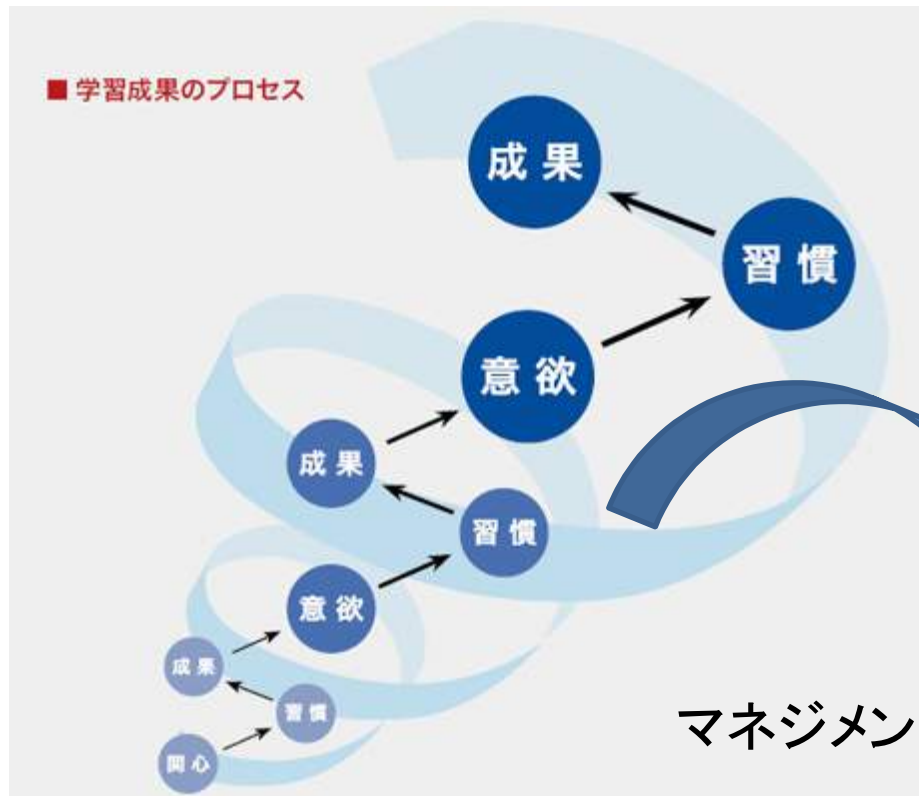 ■ 学習成果のプロセス
成果
習慣
意欲
成果
習慣
意欲
成果
習慣
関心
マネジメン